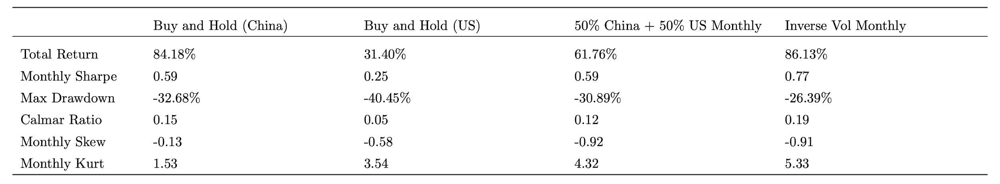 Buy and Hold (China) Buy and Hold (US) 50% China + 50% US Monthly Inverse Vol Monthly
Total Return 84.18% 31.40% 61.76% 86.13%
Monthly Sharpe 0.59 0.25 0.59 0.77
Max Drawdown -32.68% -40.45% -30.89% -26.39%
Calmar Ratio 0.15 0.05 0.12 0.19
Monthly Skew -0.13 -0.58 -0.92 -0.91
Monthly Kurt 1.53 3.54 4.32 5.33